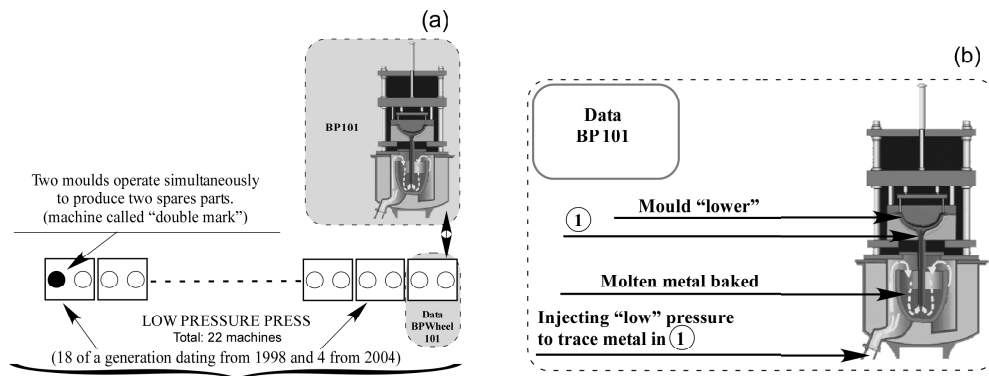 (a)
BP101
Two moulds operate simultaneously
to produce two spares parts.
(machine called “double mark”)
LOW PRESSURE PRESS
Total: 22 machines
(18 of a generation dating from 1998 and 4 from 2004)
Data
BPWheel
101
(b)
Data
BP101
Mould “lower”
1
Molten metal baked
Injecting “low” pressure
to trace metal in 1